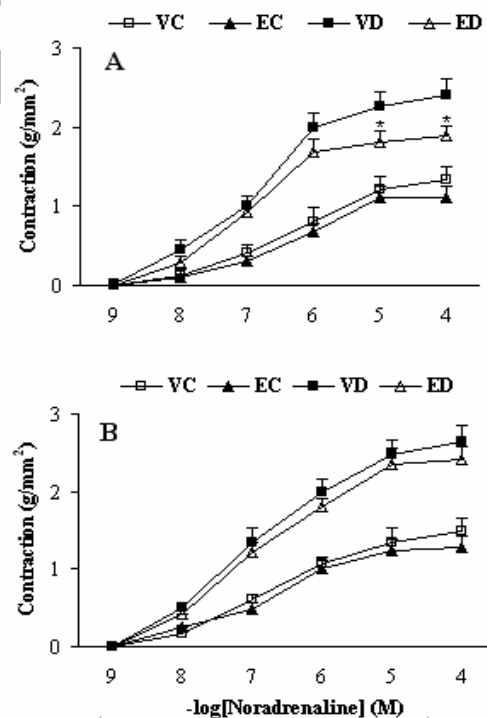 VC EC VD ED
A
Contraction (g/mm²)
3
2
1
0
* *
9 8 7 6 5 4
VC EC VD ED
B
Contraction (g/mm²)
3
2
1
0
9 8 7 6 5 4
-log[Noradrenaline] (M)